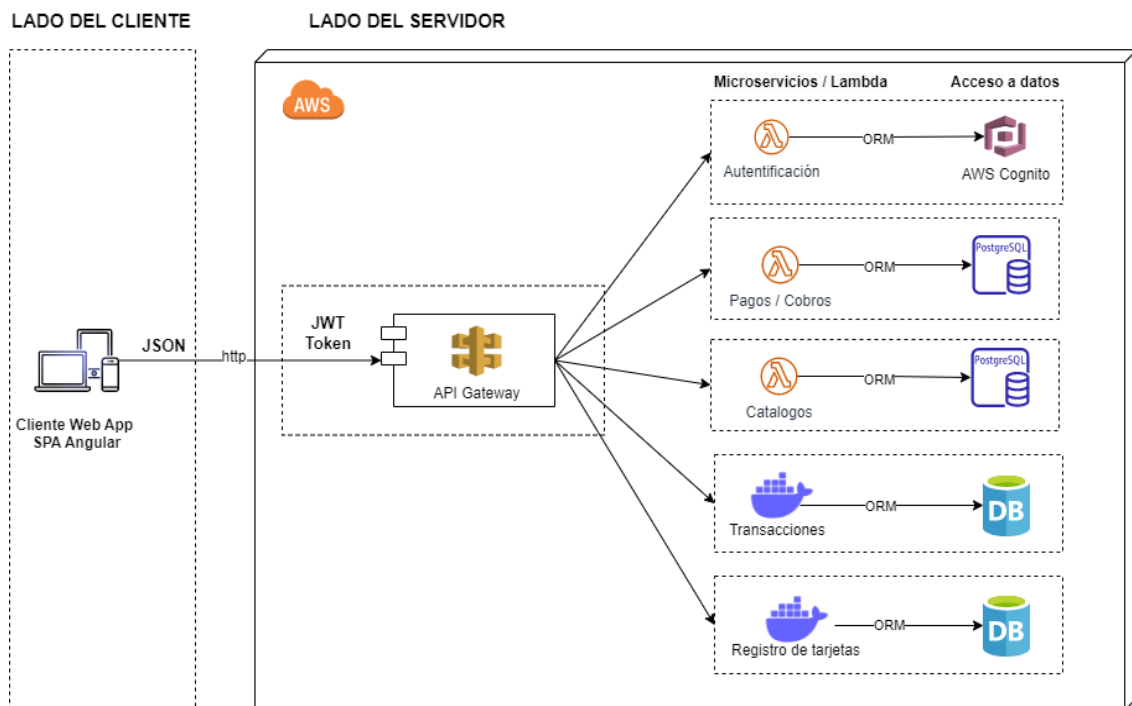 LADO DEL CLIENTE
LADO DEL SERVIDOR
AWS
Microservicios / Lambda
Acceso a datos
ORM
Autentificación
AWS Cognito
ORM
PostgreSQL
Pagos / Cobros
JWT
Token
JSON
http
API Gateway
ORM
PostgreSQL
Catalogos
Cliente Web App
SPA Angular
ORM
DB
Transacciones
ORM
DB
Registro de tarjetas